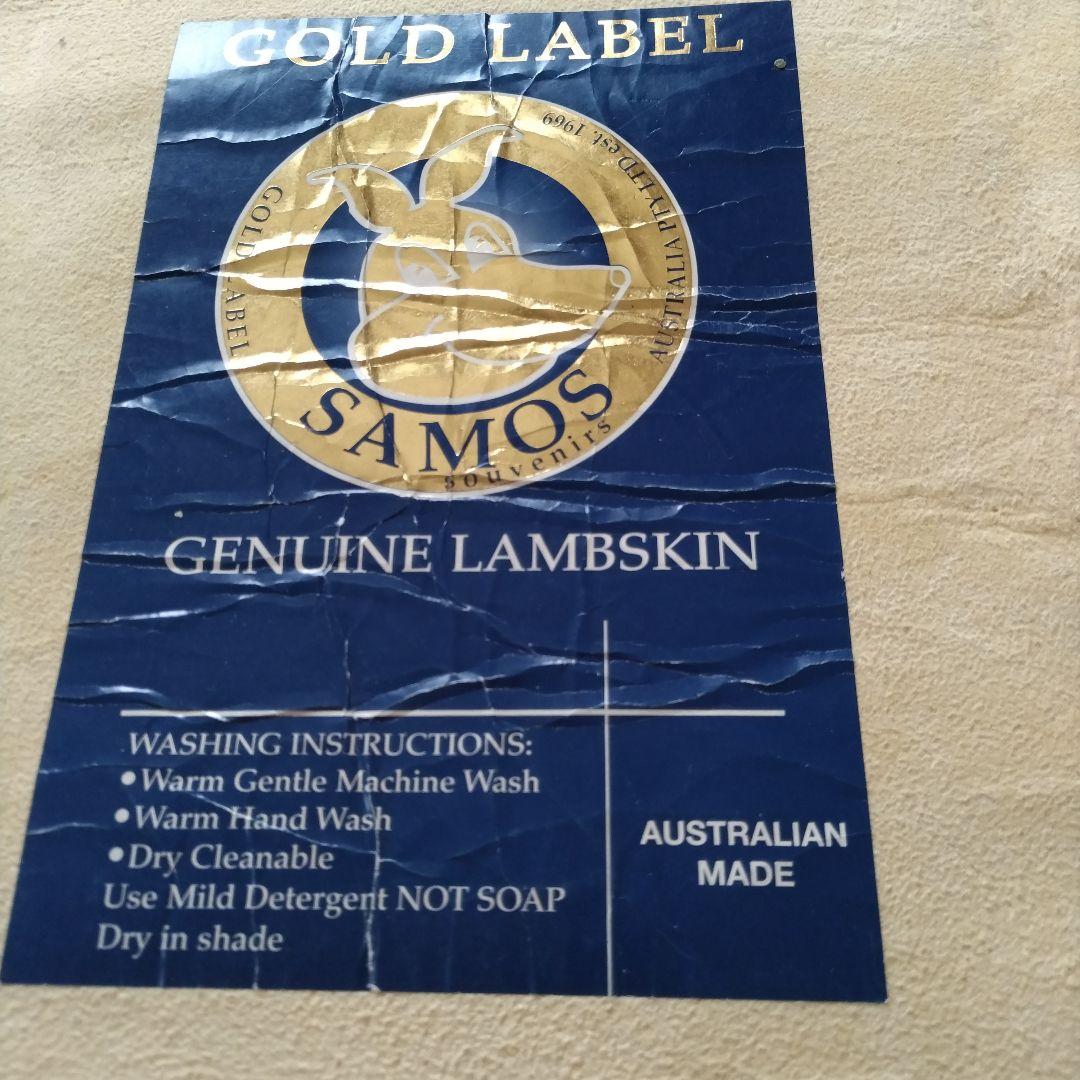 GOLD LABEL
GOLD LABEL
AUSTRALIA PTY LTD est. 1969
SAMOS
souvenirs
GENUINE LAMBSKIN
WASHING INSTRUCTIONS:
•Warm Gentle Machine Wash
•Warm Hand Wash
•Dry Cleanable
Use Mild Detergent NOT SOAP
Dry in shade
AUSTRALIAN
MADE